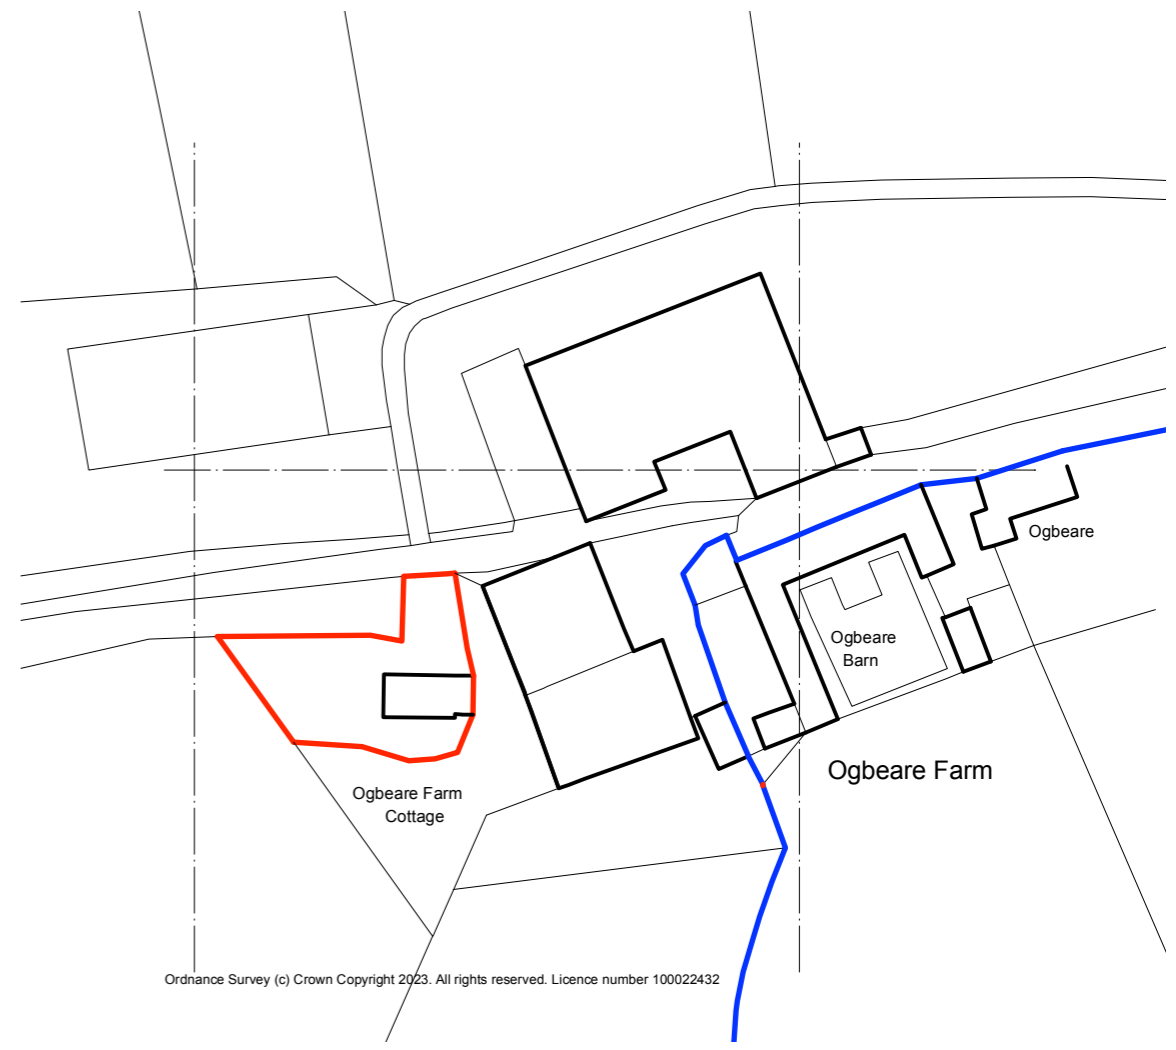 Ogbeare
Ogbeare
Barn
Ogbeare Farm
Ogbeare Farm
Cottage
Ordnance Survey (c) Crown Copyright 2023. All rights reserved. Licence number 100022432